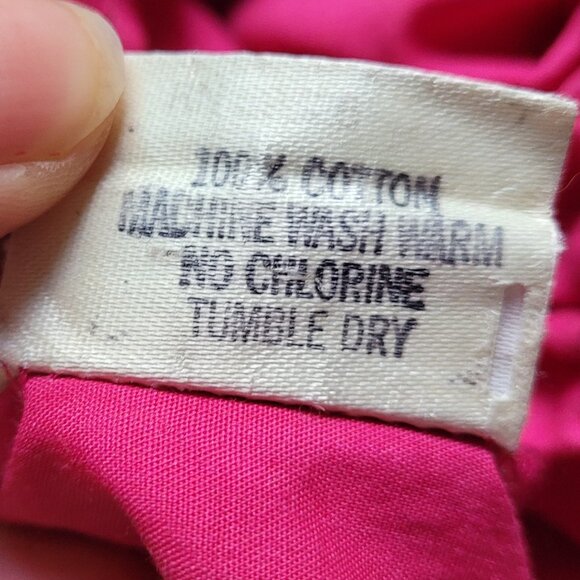 100% COTTON
MACHINE WASH WARM
NO CHLORINE
TUMBLE DRY